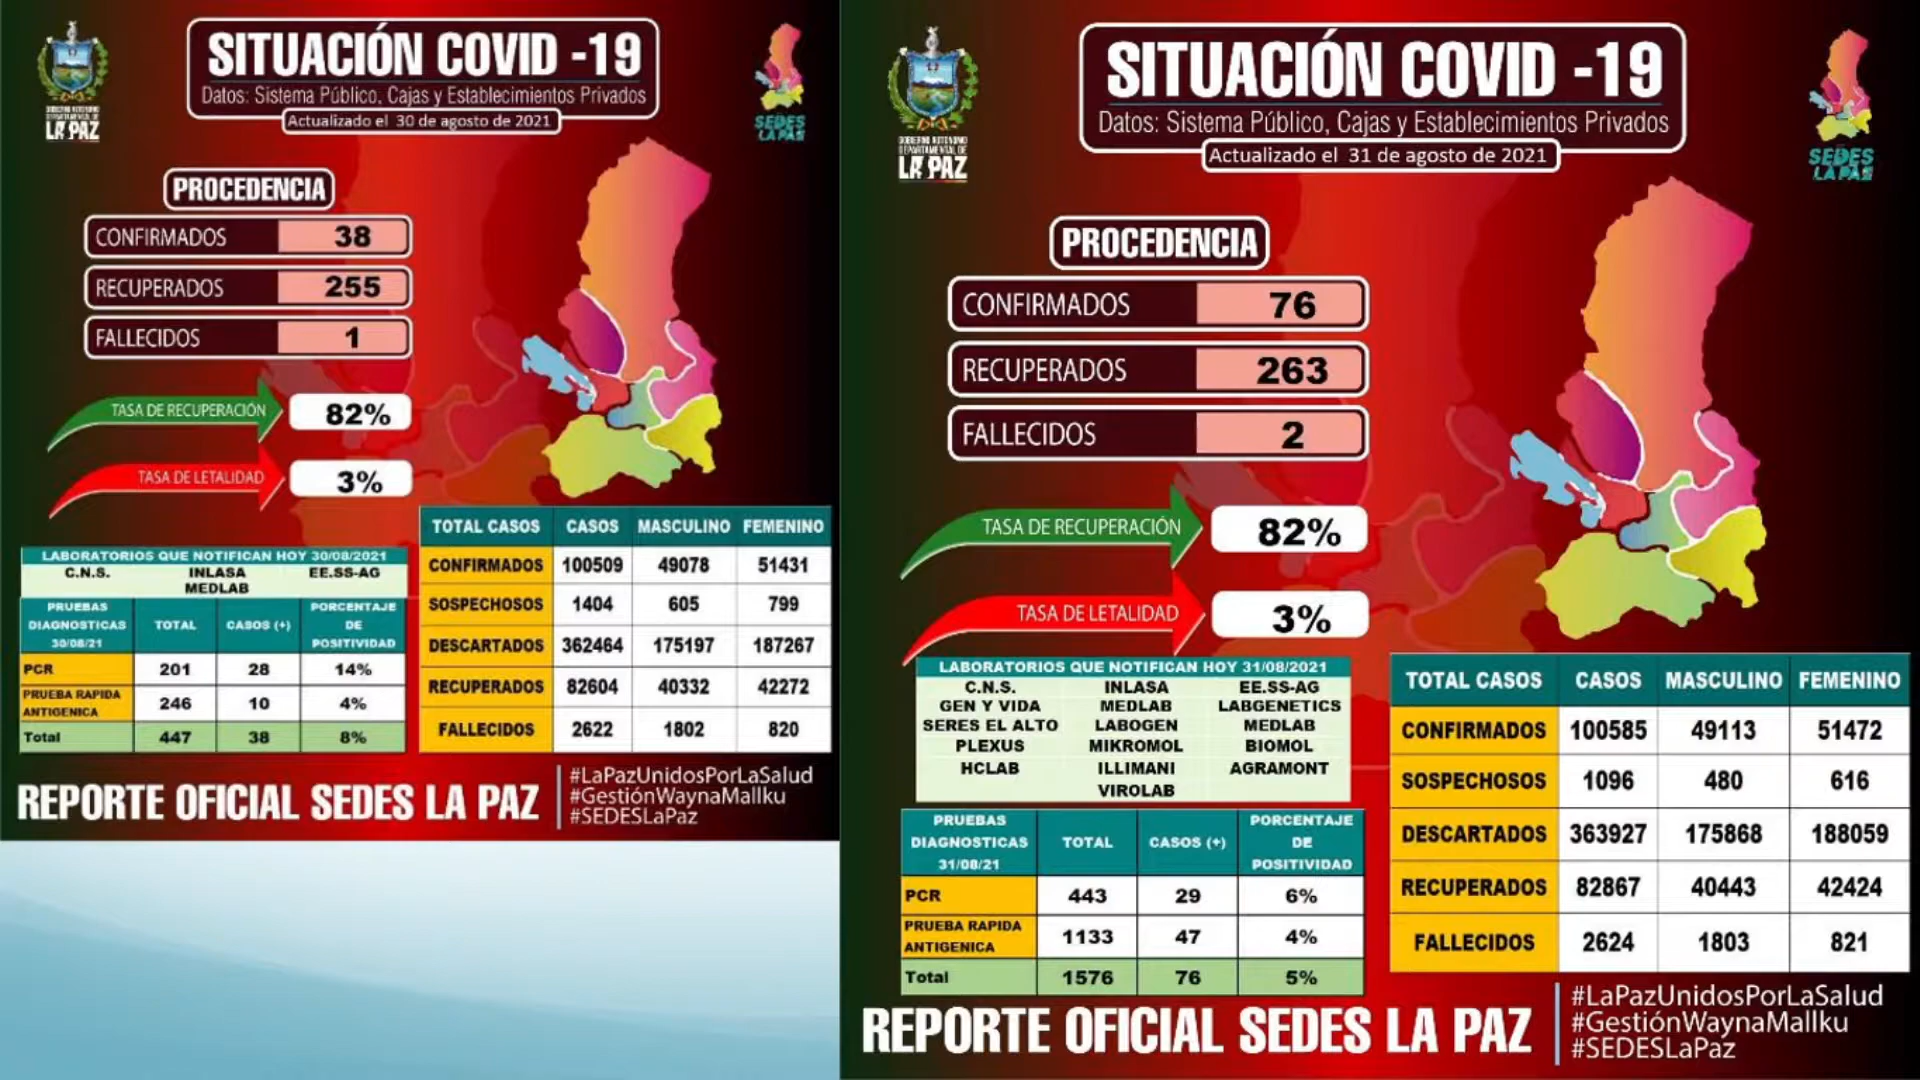 SITUACIÓN COVID -19
Datos: Sistema Público, Cajas y Establecimientos Privados
Actualizado el 30 de agosto de 2021
LA PAZ
SEDES
LA PAZ
PROCEDENCIA
CONFIRMADOS 38
RECUPERADOS 255
FALLECIDOS 1
TASA DE RECUPERACIÓN 82%
TASA DE LETALIDAD 3%
LABORATORIOS QUE NOTIFICAN HOY 30/08/2021
C.N.S. INLASA EE.SS-AG
MEDLAB
PRUEBAS DIAGNOSTICAS 30/08/21 TOTAL CASOS (+) PORCENTAJE DE POSITIVIDAD
PCR 201 28 14%
PRUEBA RAPIDA ANTIGENICA 246 10 4%
Total 447 38 8%
TOTAL CASOS CASOS MASCULINO FEMENINO
CONFIRMADOS 100509 49078 51431
SOSPECHOSOS 1404 605 799
DESCARTADOS 362464 175197 187267
RECUPERADOS 82604 40332 42272
FALLECIDOS 2622 1802 820
REPORTE OFICIAL SEDES LA PAZ
#LaPazUnidosPorLaSalud
#GestiónWaynaMallku
#SEDESLaPaz
SITUACIÓN COVID -19
Datos: Sistema Público, Cajas y Establecimientos Privados
Actualizado el 31 de agosto de 2021
GOBIERNO AUTONOMO
DEPARTAMENTAL DE
LA PAZ
SEDES
LA PAZ
PROCEDENCIA
CONFIRMADOS 76
RECUPERADOS 263
FALLECIDOS 2
TASA DE RECUPERACIÓN 82%
TASA DE LETALIDAD 3%
LABORATORIOS QUE NOTIFICAN HOY 31/08/2021
C.N.S. INLASA EE.SS-AG
GEN Y VIDA MEDLAB LABGENETICS
SERES EL ALTO LABOGEN MEDLAB
PLEXUS MIKROMOL BIOMOL
HCLAB ILLIMANI AGRAMONT
VIROLAB
PRUEBAS DIAGNOSTICAS 31/08/21 TOTAL CASOS (+) PORCENTAJE DE POSITIVIDAD
PCR 443 29 6%
PRUEBA RAPIDA ANTIGENICA 1133 47 4%
Total 1576 76 5%
TOTAL CASOS CASOS MASCULINO FEMENINO
CONFIRMADOS 100585 49113 51472
SOSPECHOSOS 1096 480 616
DESCARTADOS 363927 175868 188059
RECUPERADOS 82867 40443 42424
FALLECIDOS 2624 1803 821
REPORTE OFICIAL SEDES LA PAZ
#LaPazUnidosPorLaSalud
#GestiónWaynaMallku
#SEDESLaPaz